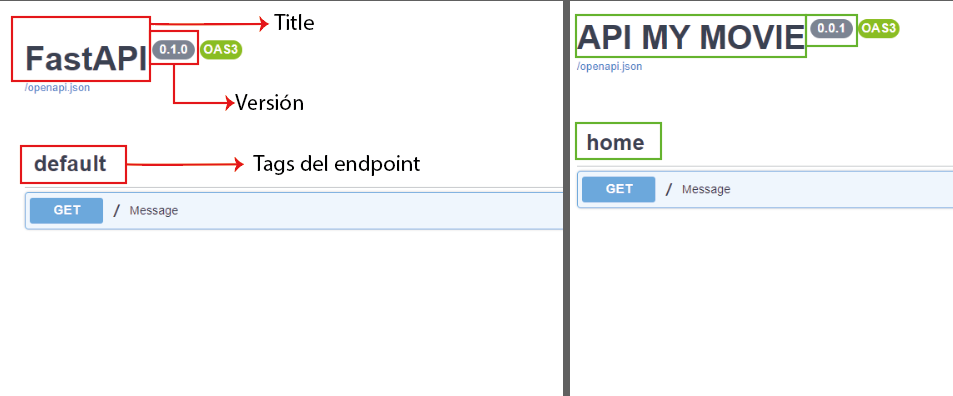 Title
FastAPI 0.1.0 OAS3
/openapi.json
Versión
default
Tags del endpoint
GET / Message
API MY MOVIE 0.0.1 OAS3
/openapi.json
home
GET / Message